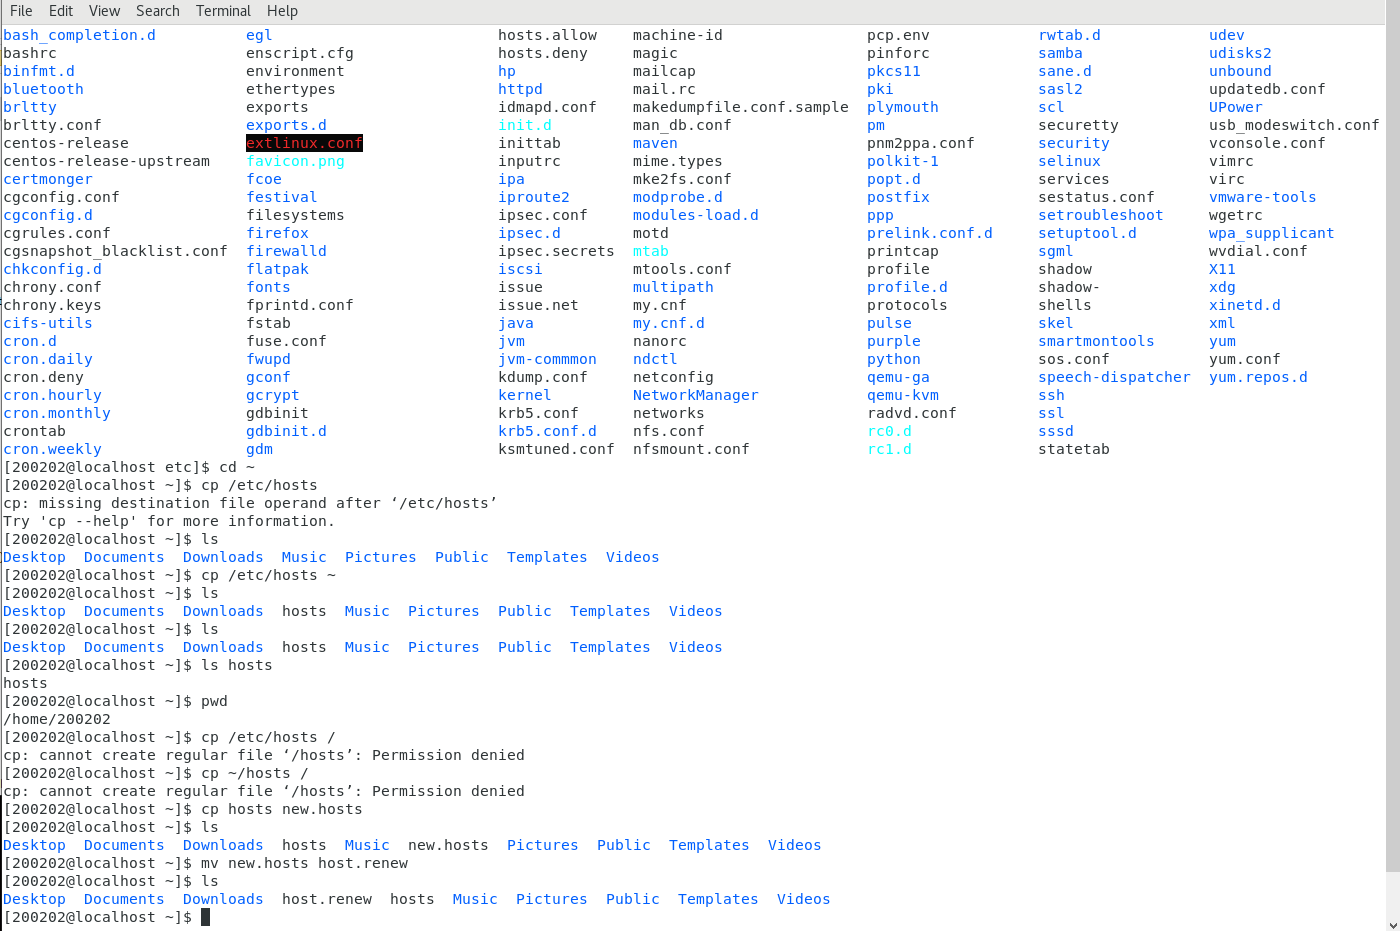 File Edit View Search Terminal Help
bash_completion.d egl hosts.allow machine-id pcp.env rwtab.d udev
bashrc enscript.cfg hosts.deny magic pinforc samba udisks2
binfmt.d environment hp mailcap pkcs11 sane.d unbound
bluetooth ethertypes httpd mail.rc pki sasl2 updatedb.conf
brltty exports idmapd.conf makedumpfile.conf.sample plymouth scl UPower
brltty.conf exports.d init.d man_db.conf pm securetty usb_modeswitch.conf
centos-release extlinux.conf inittab maven pnm2ppa.conf security vconsole.conf
centos-release-upstream favicon.png inputrc mime.types polkit-1 selinux vimrc
certmonger fcoe ipa mke2fs.conf popt.d services virc
cgconfig.conf festival iproute2 modprobe.d postfix sestatus.conf vmware-tools
cgconfig.d filesystems ipsec.conf modules-load.d ppp setroubleshoot wgetrc
cgrules.conf firefox ipsec.d motd prelink.conf.d setuptool.d wpa_supplicant
cgsnapshot_blacklist.conf firewalld ipsec.secrets mtab printcap sgml wvdial.conf
chkconfig.d flatpak iscsi mtools.conf profile shadow X11
chrony.conf fonts issue multipath profile.d shadow- xdg
chrony.keys fprintd.conf issue.net my.cnf protocols shells xinetd.d
cifs-utils fstab java my.cnf.d pulse skel xml
cron.d fuse.conf jvm nanorc purple smartmontools yum
cron.daily fwupd jvm-commmon ndctl python sos.conf yum.conf
cron.deny gconf kdump.conf netconfig qemu-ga speech-dispatcher yum.repos.d
cron.hourly gcrypt kernel NetworkManager qemu-kvm ssh
cron.monthly gdbinit krb5.conf networks radvd.conf ssl
crontab gdbinit.d krb5.conf.d nfs.conf rc0.d sssd
cron.weekly gdm ksmtuned.conf nfsmount.conf rc1.d statetab
[200202@localhost etc]$ cd ~
[200202@localhost ~]$ cp /etc/hosts
cp: missing destination file operand after ‘/etc/hosts’
Try 'cp --help' for more information.
[200202@localhost ~]$ ls
Desktop Documents Downloads Music Pictures Public Templates Videos
[200202@localhost ~]$ cp /etc/hosts ~
[200202@localhost ~]$ ls
Desktop Documents Downloads hosts Music Pictures Public Templates Videos
[200202@localhost ~]$ ls
Desktop Documents Downloads hosts Music Pictures Public Templates Videos
[200202@localhost ~]$ ls hosts
hosts
[200202@localhost ~]$ pwd
/home/200202
[200202@localhost ~]$ cp /etc/hosts /
cp: cannot create regular file ‘/hosts’: Permission denied
[200202@localhost ~]$ cp ~/hosts /
cp: cannot create regular file ‘/hosts’: Permission denied
[200202@localhost ~]$ cp hosts new.hosts
[200202@localhost ~]$ ls
Desktop Documents Downloads hosts Music new.hosts Pictures Public Templates Videos
[200202@localhost ~]$ mv new.hosts host.renew
[200202@localhost ~]$ ls
Desktop Documents Downloads host.renew hosts Music Pictures Public Templates Videos
[200202@localhost ~]$